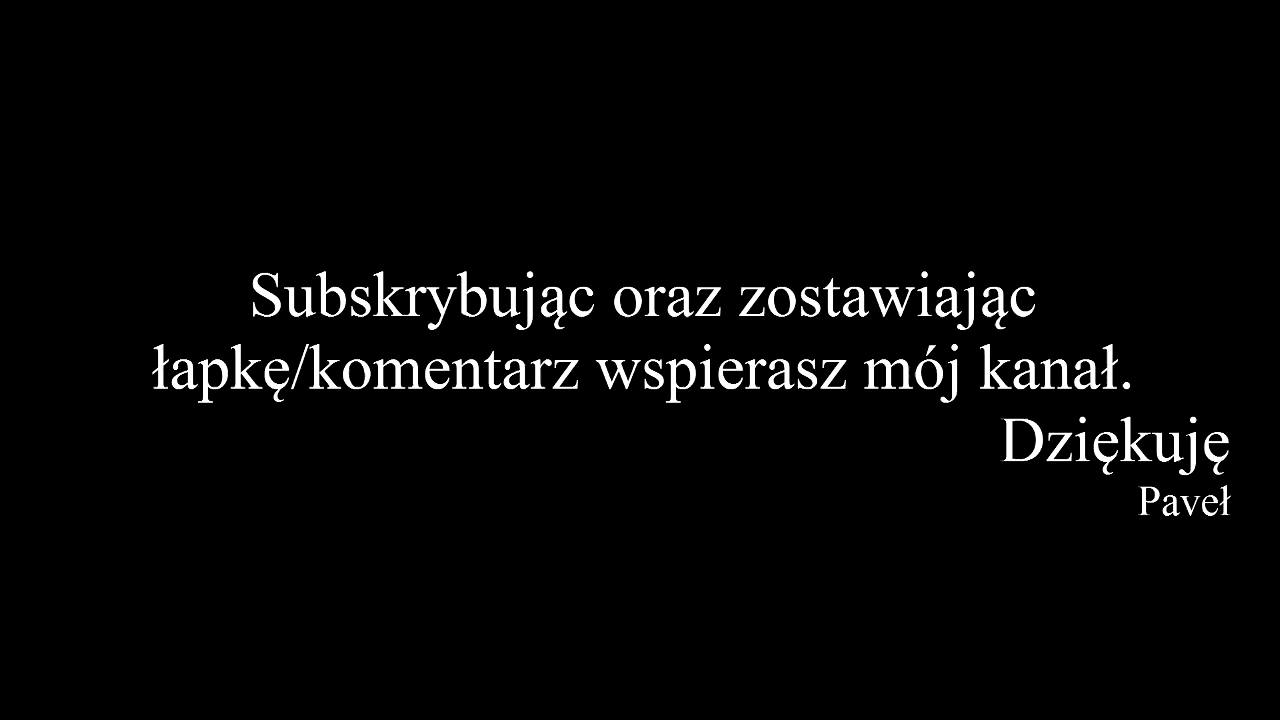 Subskrybując oraz zostawiając
łapkę/komentarz wspierasz mój kanał.
Dziękuję
Paveł